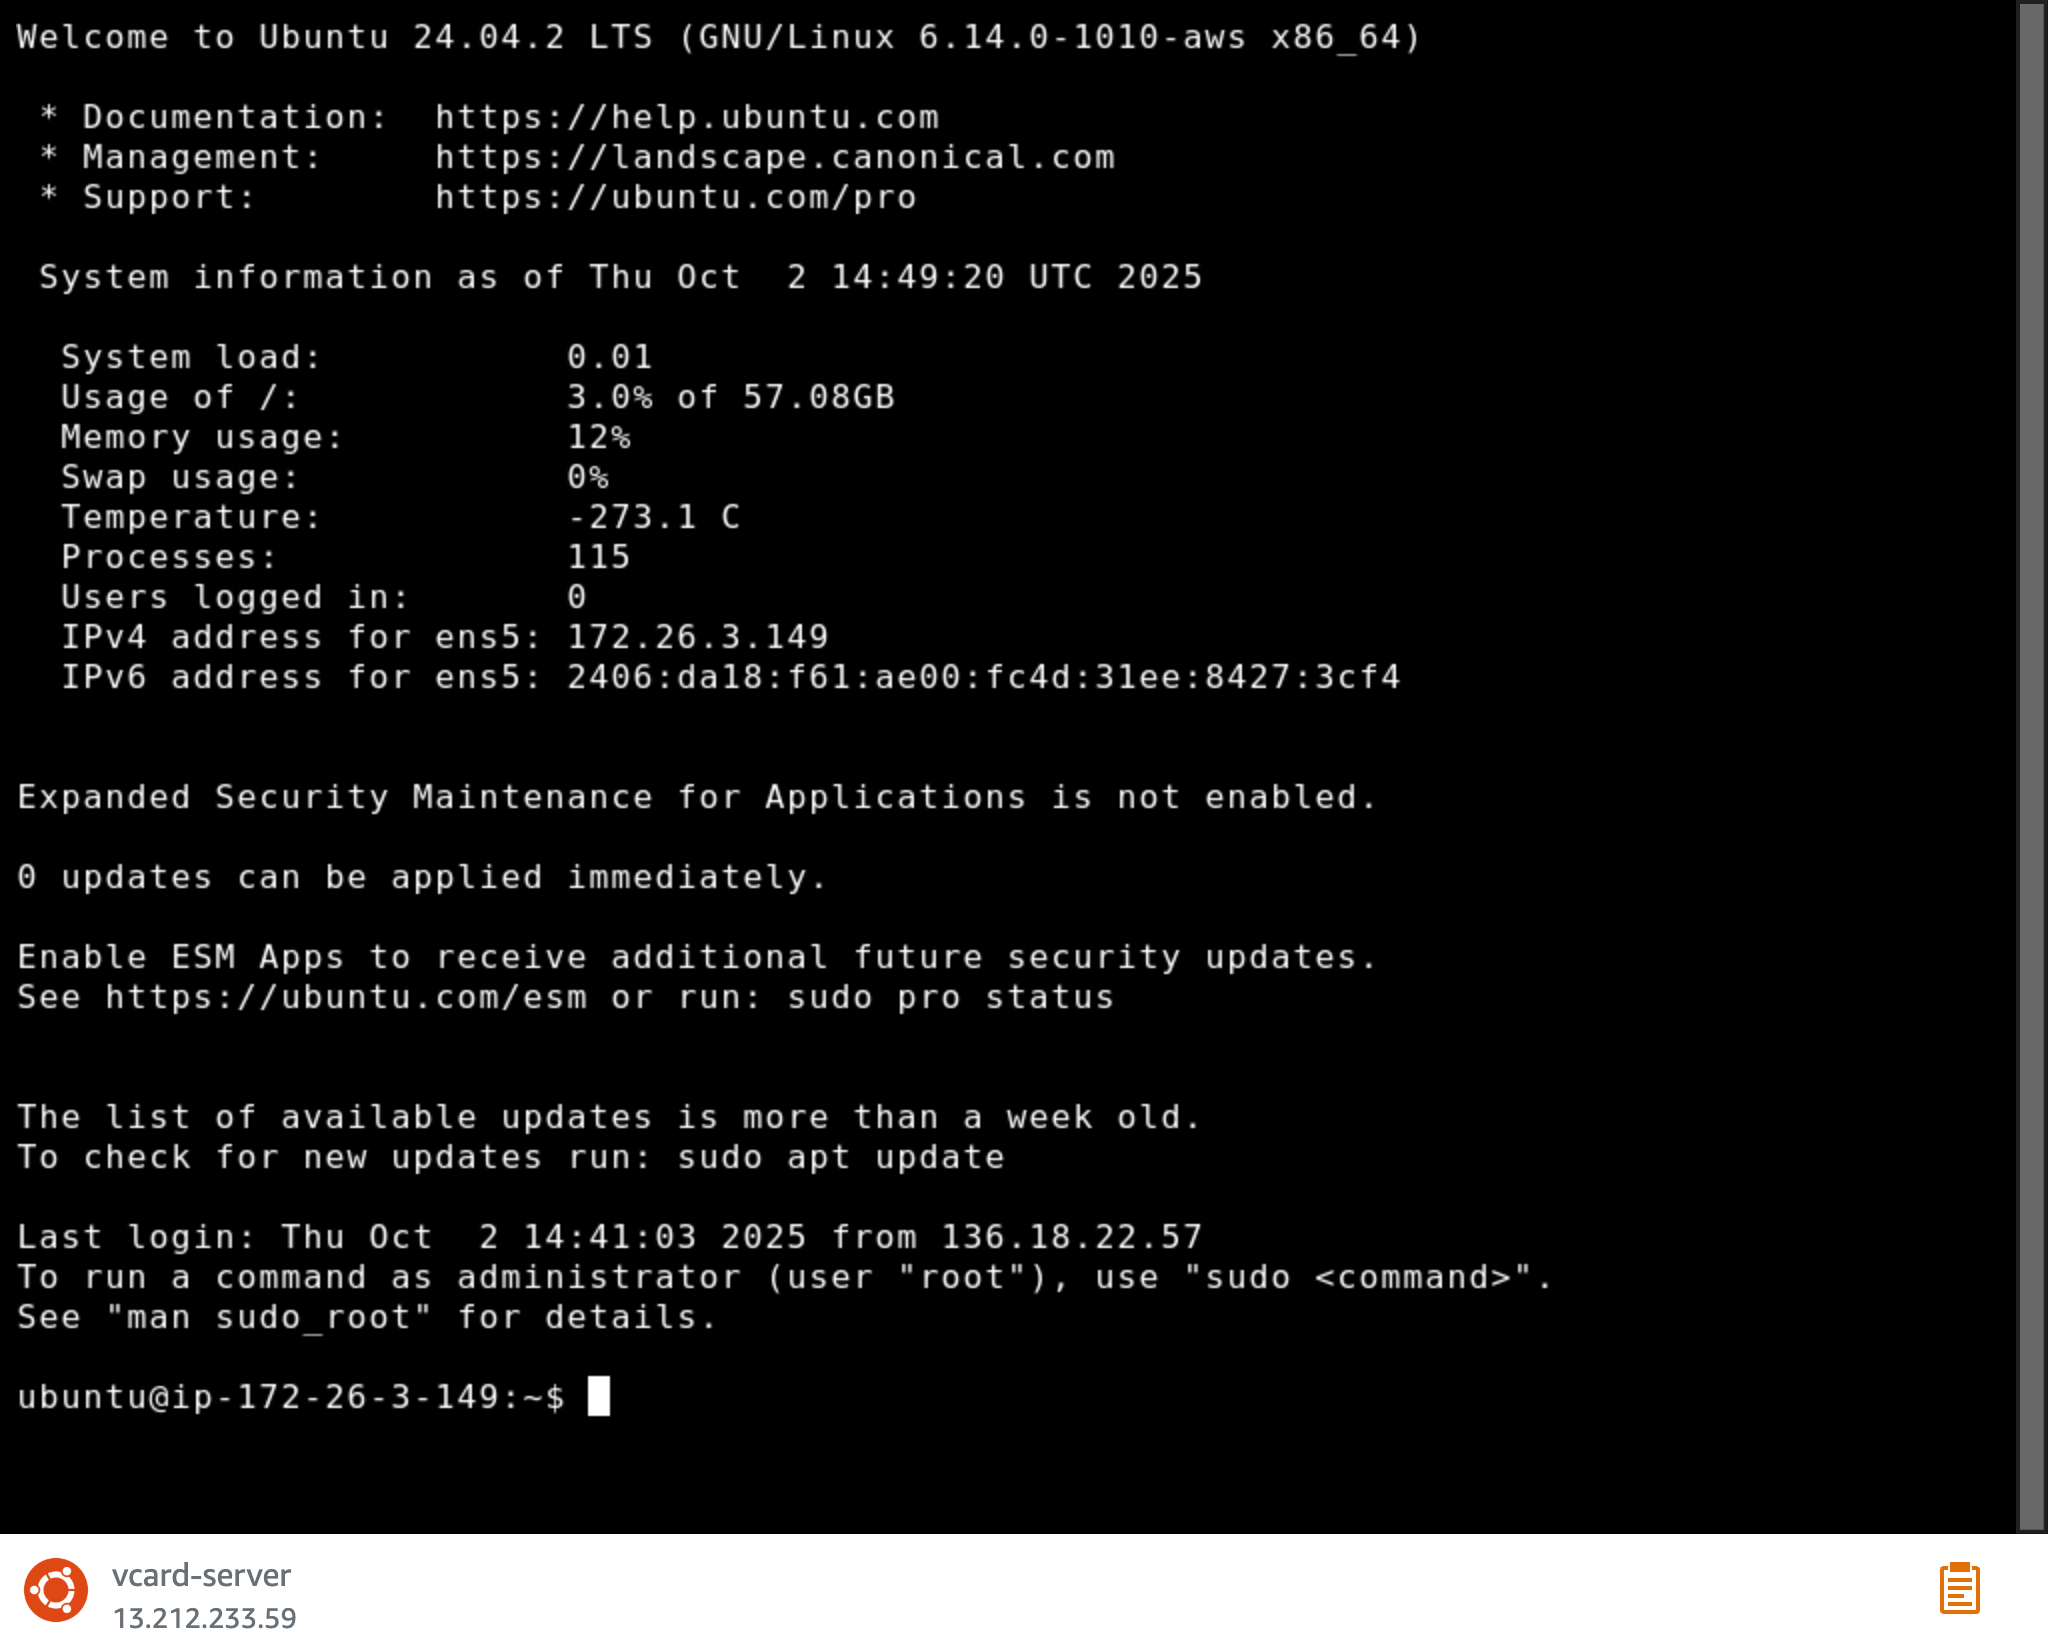 Welcome to Ubuntu 24.04.2 LTS (GNU/Linux 6.14.0-1010-aws x86_64)
* Documentation:  https://help.ubuntu.com
* Management:     https://landscape.canonical.com
* Support:        https://ubuntu.com/pro
System information as of Thu Oct  2 14:49:20 UTC 2025
System load:           0.01
Usage of /:            3.0% of 57.08GB
Memory usage:          12%
Swap usage:            0%
Temperature:           -273.1 C
Processes:             115
Users logged in:       0
IPv4 address for ens5: 172.26.3.149
IPv6 address for ens5: 2406:da18:f61:ae00:fc4d:31ee:8427:3cf4
Expanded Security Maintenance for Applications is not enabled.
0 updates can be applied immediately.
Enable ESM Apps to receive additional future security updates.
See https://ubuntu.com/esm or run: sudo pro status
The list of available updates is more than a week old.
To check for new updates run: sudo apt update
Last login: Thu Oct  2 14:41:03 2025 from 136.18.22.57
To run a command as administrator (user "root"), use "sudo <command>".
See "man sudo_root" for details.
ubuntu@ip-172-26-3-149:~$
vcard-server
13.212.233.59